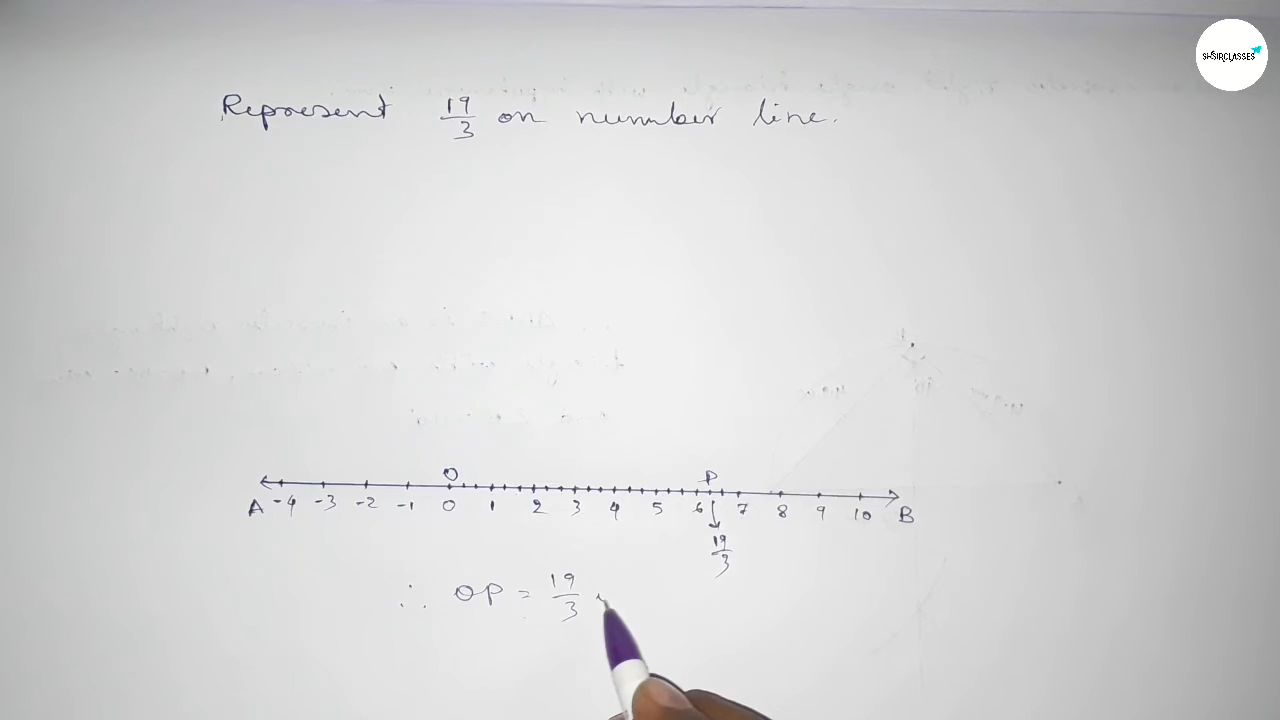 SHSIRCLASSES
Represent 19/3 on number line.
O P
A -4 -3 -2 -1 0 1 2 3 4 5 6 7 8 9 10 B
19/3
∴ OP = 19/3